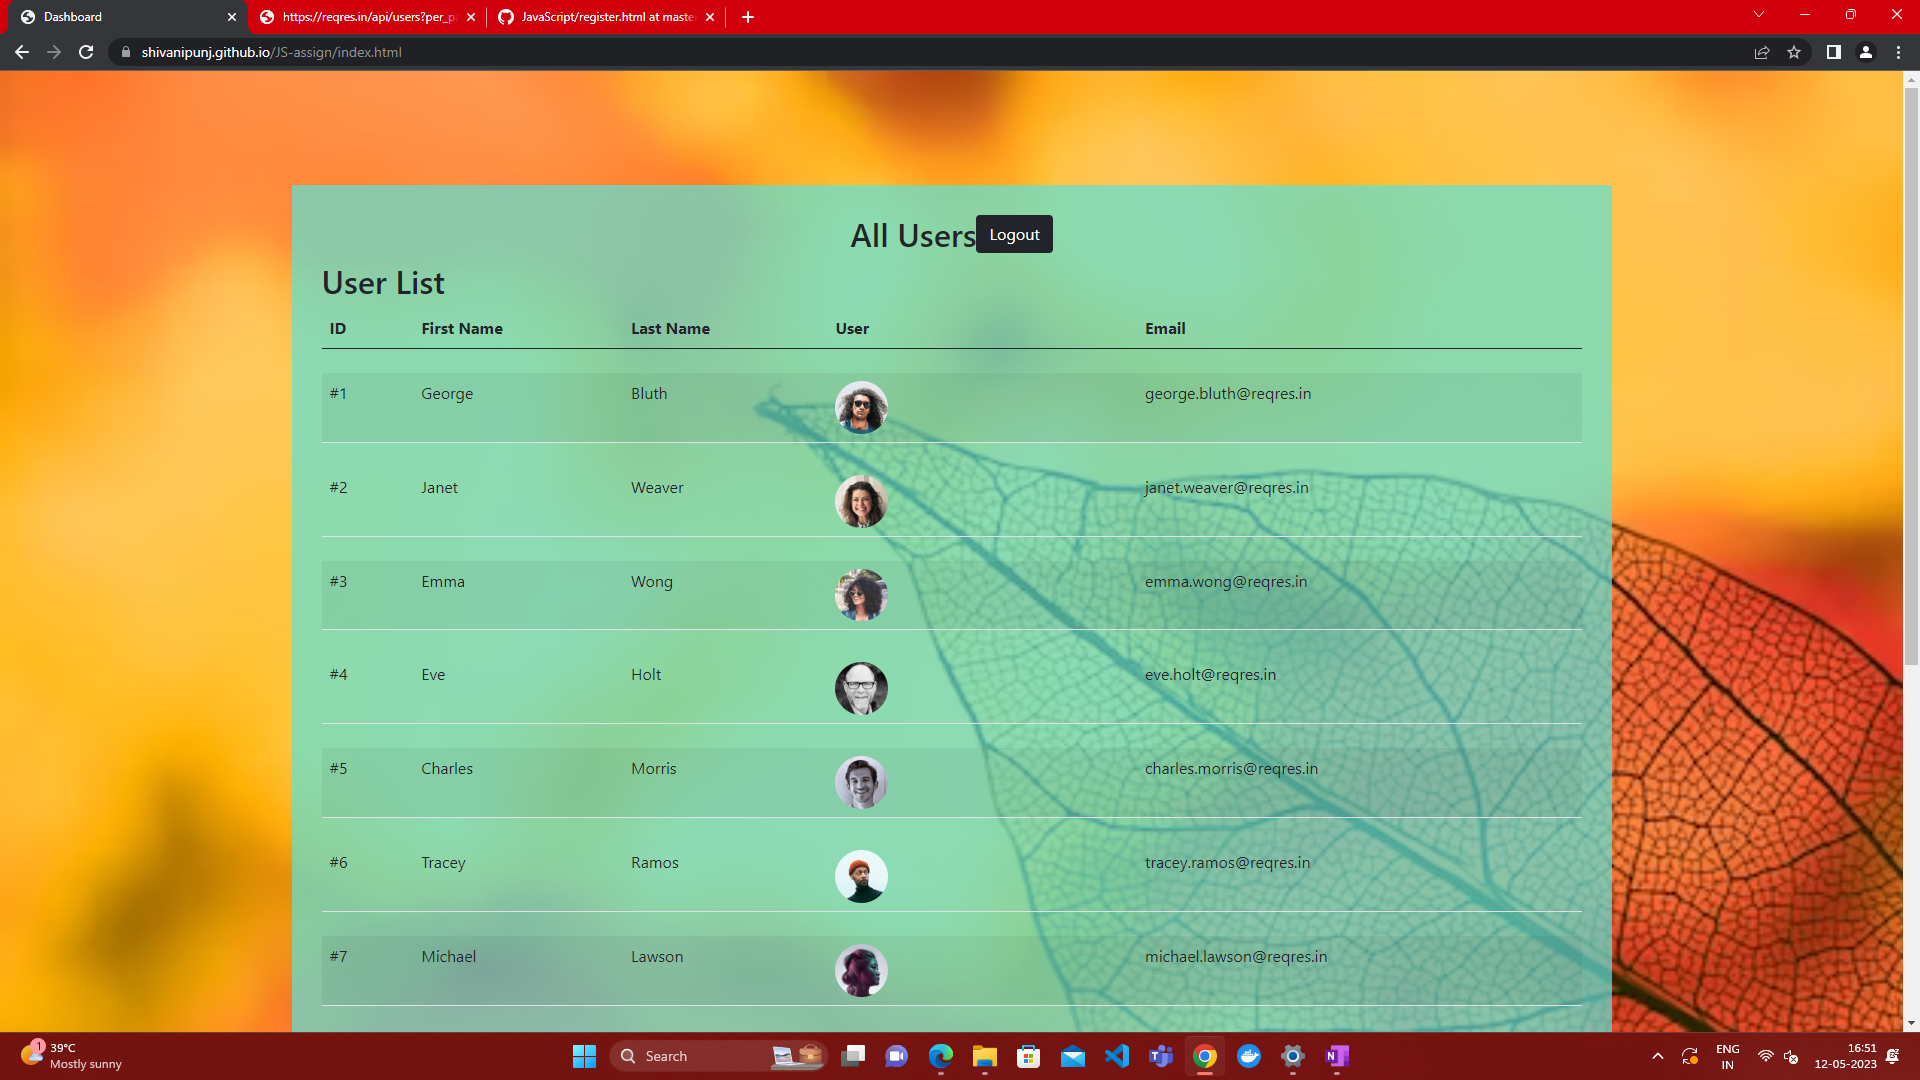 Dashboard
https://reqres.in/api/users?per_p
JavaScript/register.html at maste
shivanipunj.github.io/JS-assign/index.html
All Users Logout
User List
ID First Name Last Name User Email
#1 George Bluth george.bluth@reqres.in
#2 Janet Weaver janet.weaver@reqres.in
#3 Emma Wong emma.wong@reqres.in
#4 Eve Holt eve.holt@reqres.in
#5 Charles Morris charles.morris@reqres.in
#6 Tracey Ramos tracey.ramos@reqres.in
#7 Michael Lawson michael.lawson@reqres.in
1
39°C
Mostly sunny
Search
ENG
IN
16:51
12-05-2023